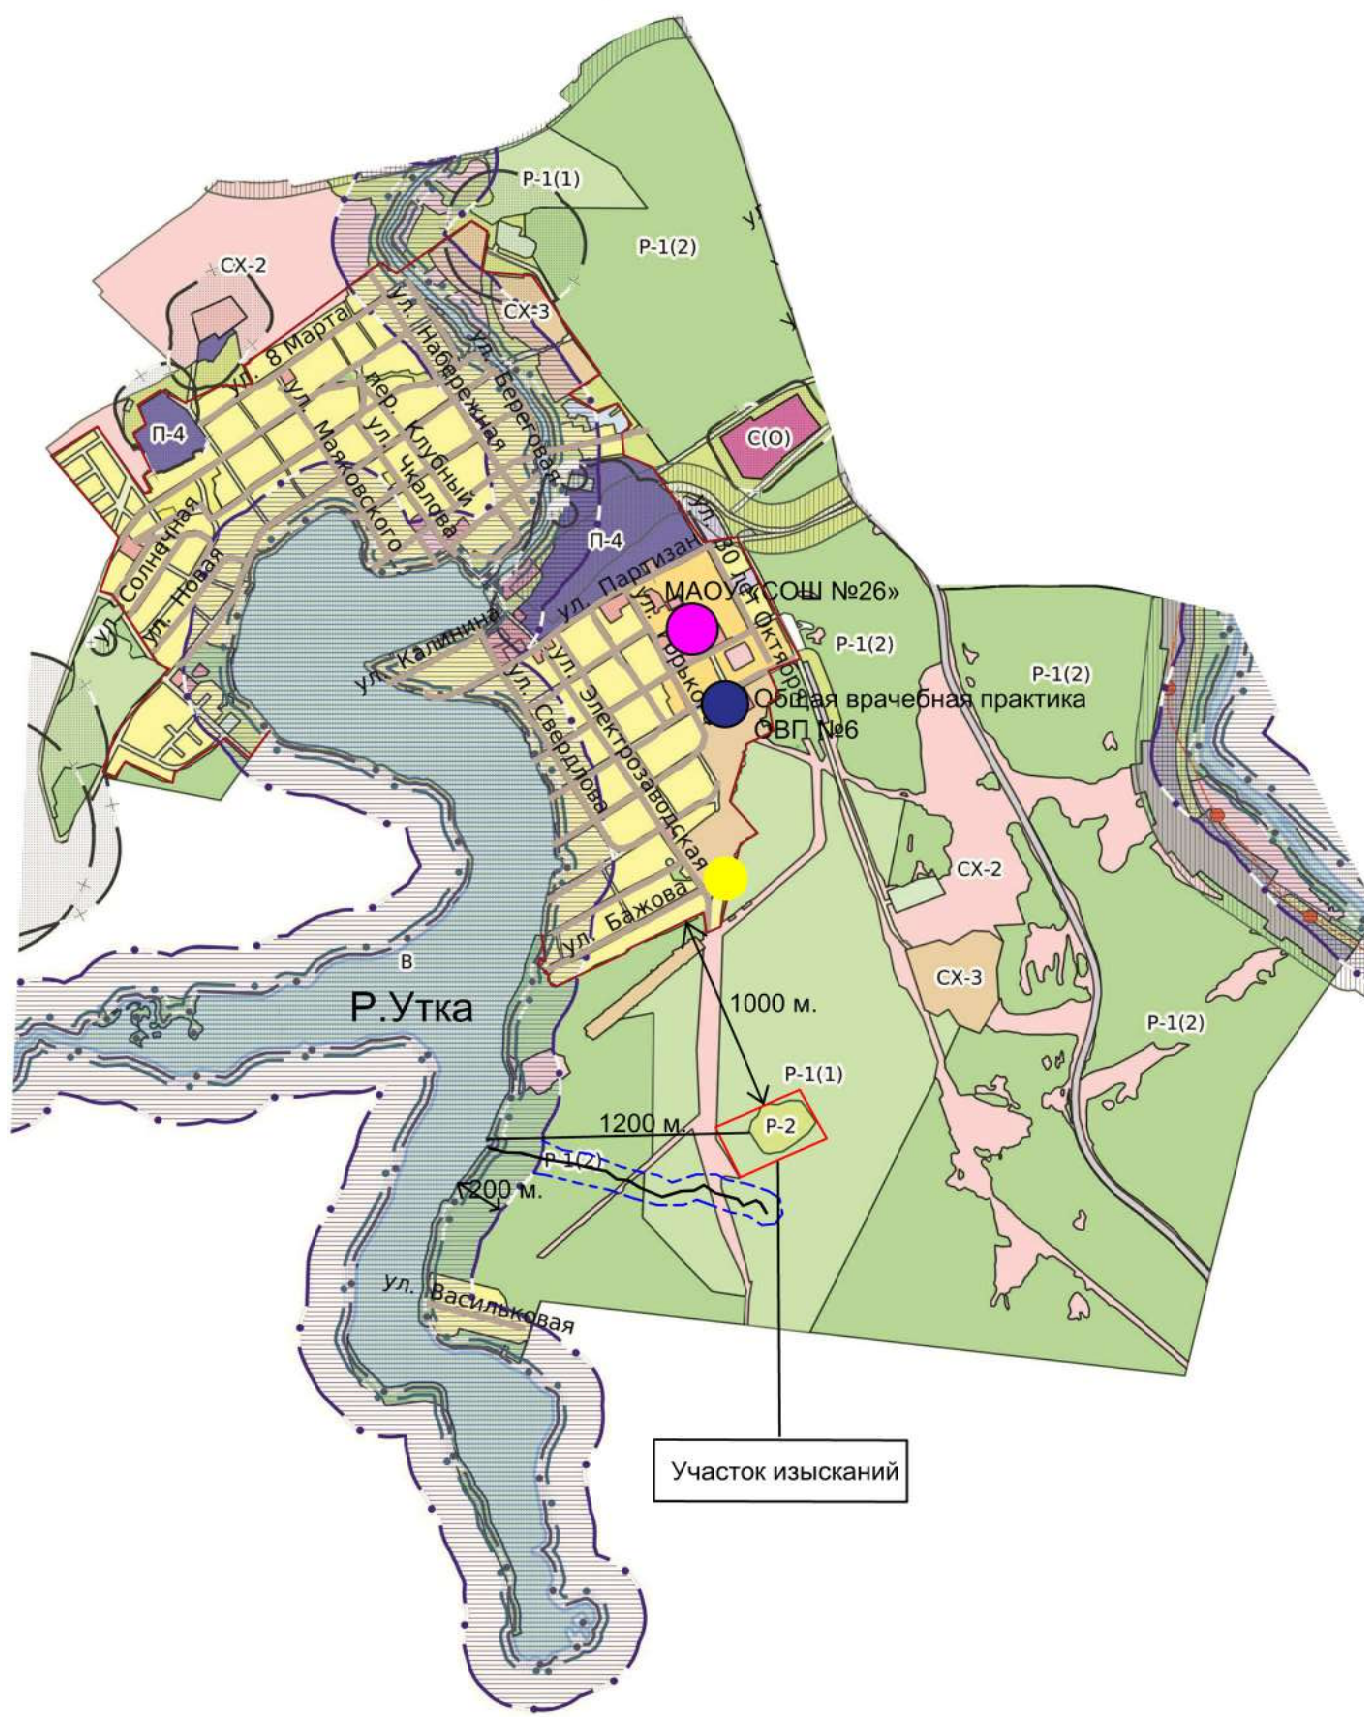 Р-1(1)
Р-1(2)
ул
СХ-2
СХ-3
ул. 8 Марта
ул. Набережная
ул. Береговая
пер. Клубный
ул. Чкалова
ул. Маяковского
П-4
С(О)
ул. Солнечная
ул. Новая
П-4
ул. Партизан
ул. 30 лет Октября
МАОУ «СОШ №26»
ул. Калинина
Р-1(2)
Р-1(2)
Общая врачебная практика
ОВП №6
ул. Свердлова
ул. Электрозаводская
СХ-2
ул. Бажова
В
Р.Утка
СХ-3
1000 м.
Р-1(2)
Р-1(1)
1200 м.
Р-2
Р-1(2)
200 м.
ул. Васильковая
Участок изысканий